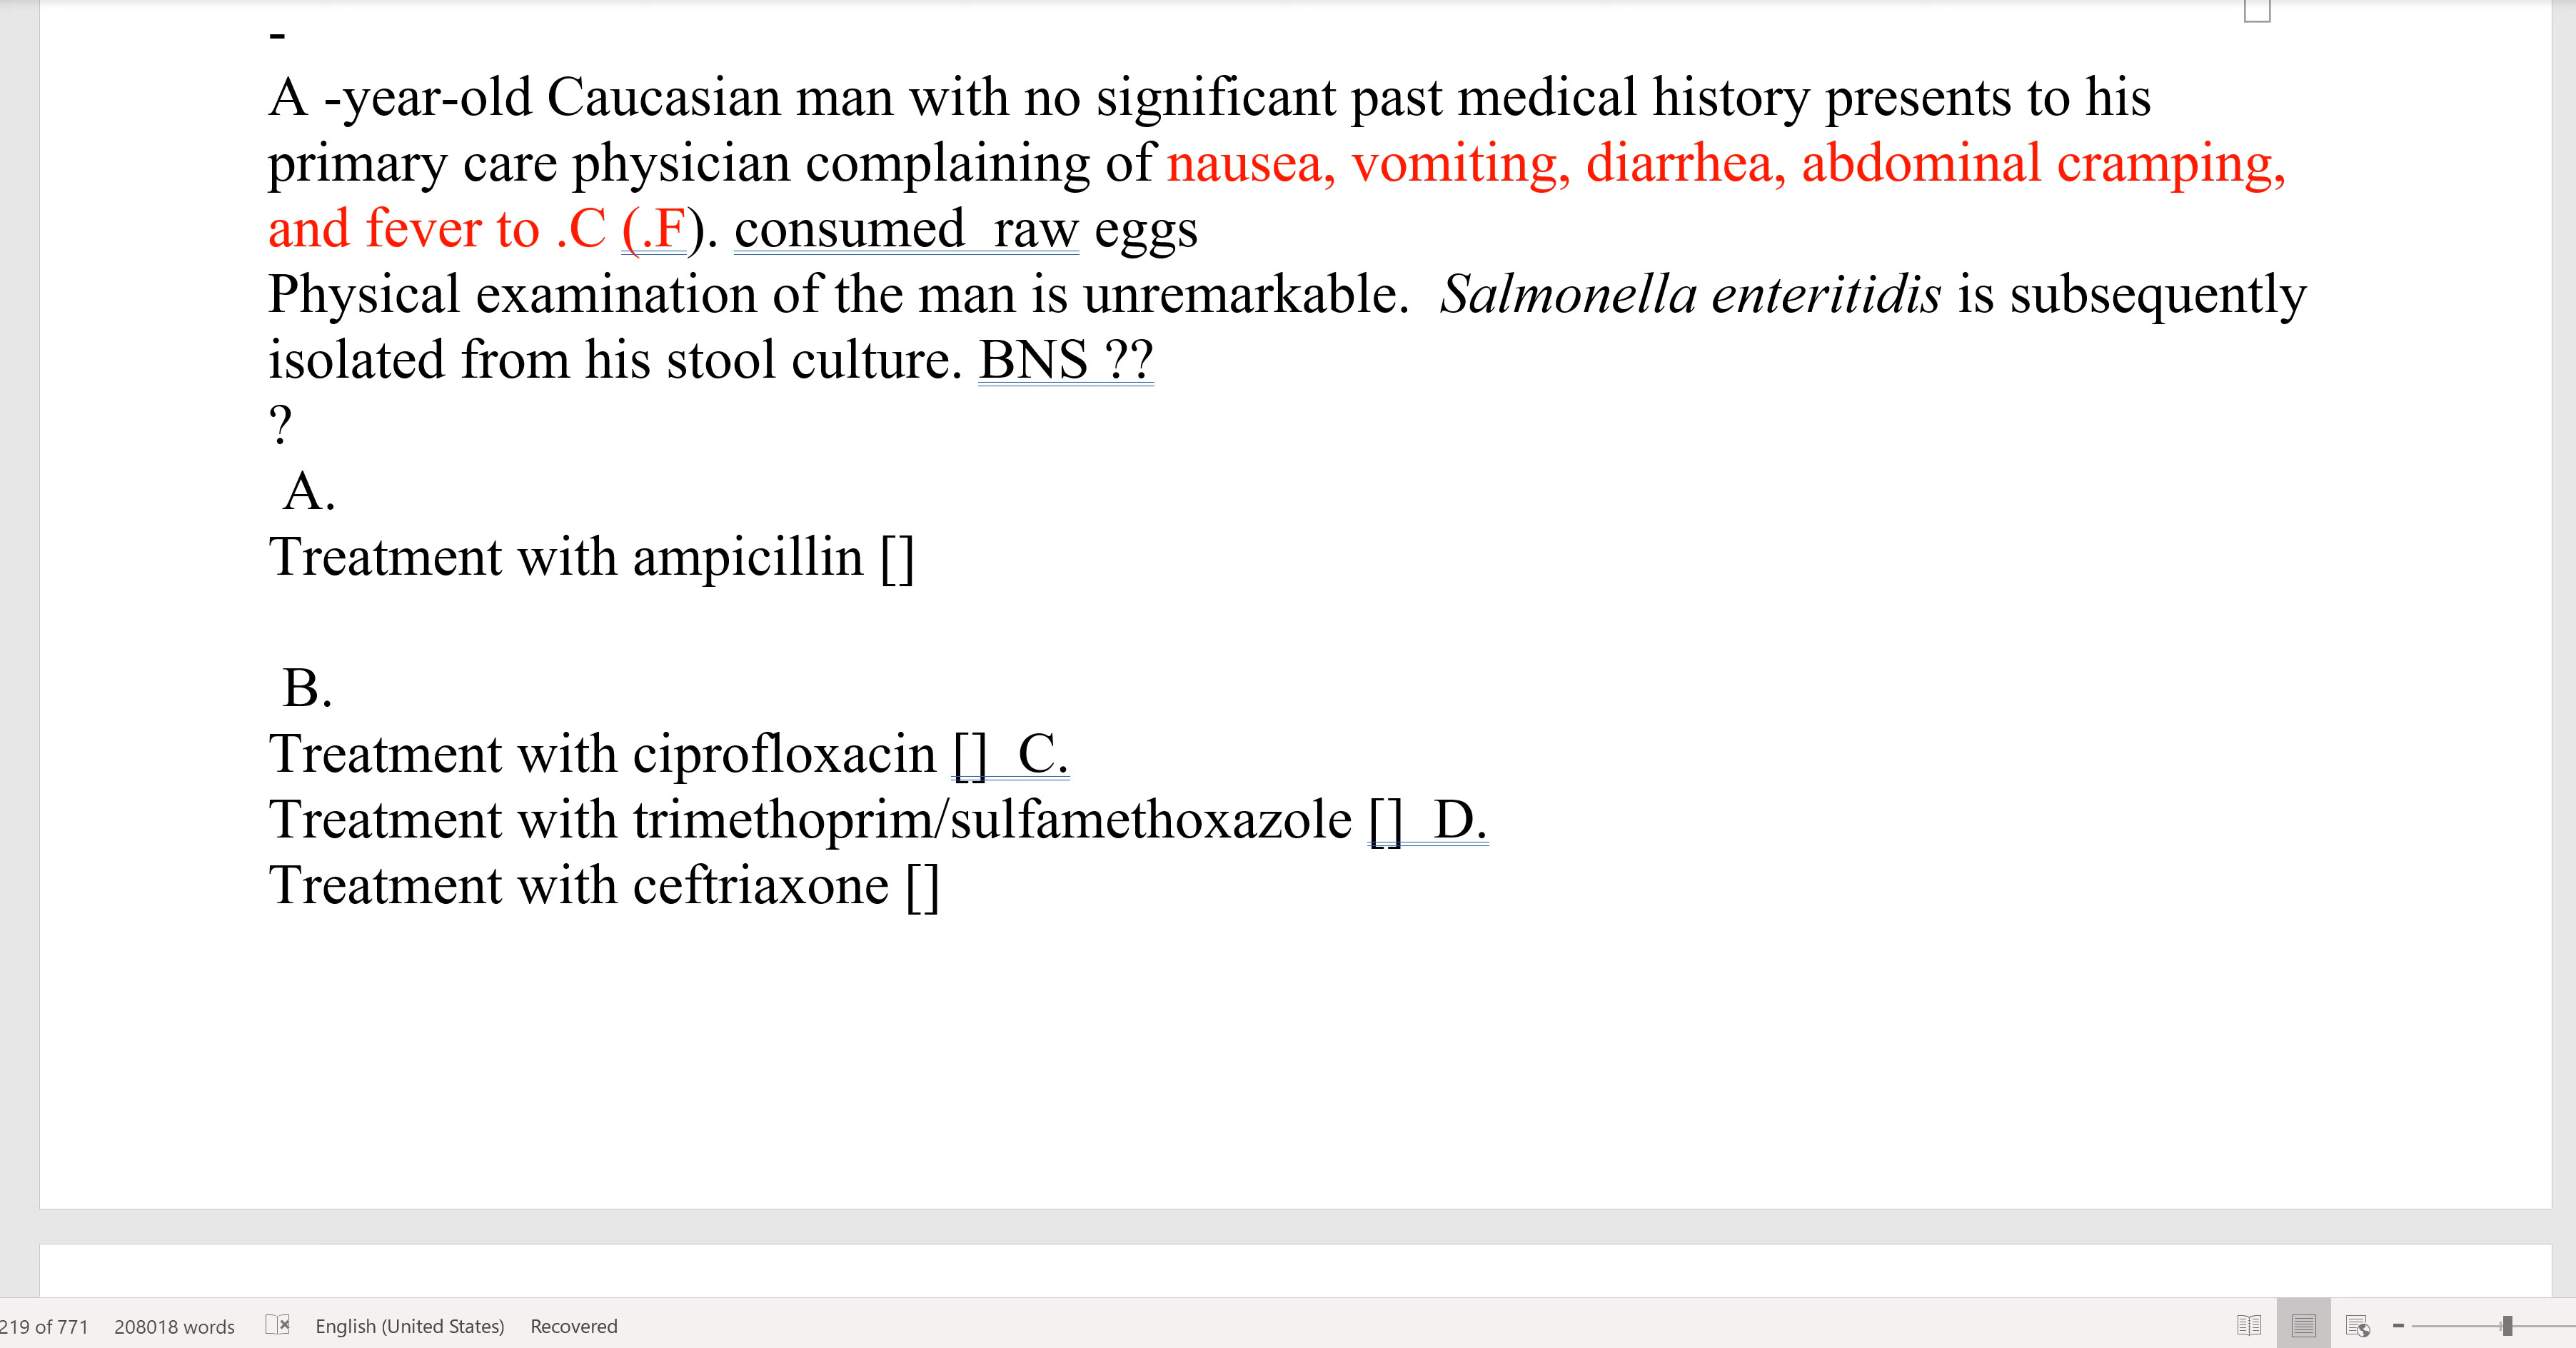 -
A -year-old Caucasian man with no significant past medical history presents to his
primary care physician complaining of nausea, vomiting, diarrhea, abdominal cramping,
and fever to .C (.F). consumed  raw eggs
Physical examination of the man is unremarkable.  Salmonella enteritidis is subsequently
isolated from his stool culture. BNS ??
?
A.
Treatment with ampicillin []
B.
Treatment with ciprofloxacin []  C.
Treatment with trimethoprim/sulfamethoxazole []  D.
Treatment with ceftriaxone []
219 of 771   208018 words   English (United States)   Recovered